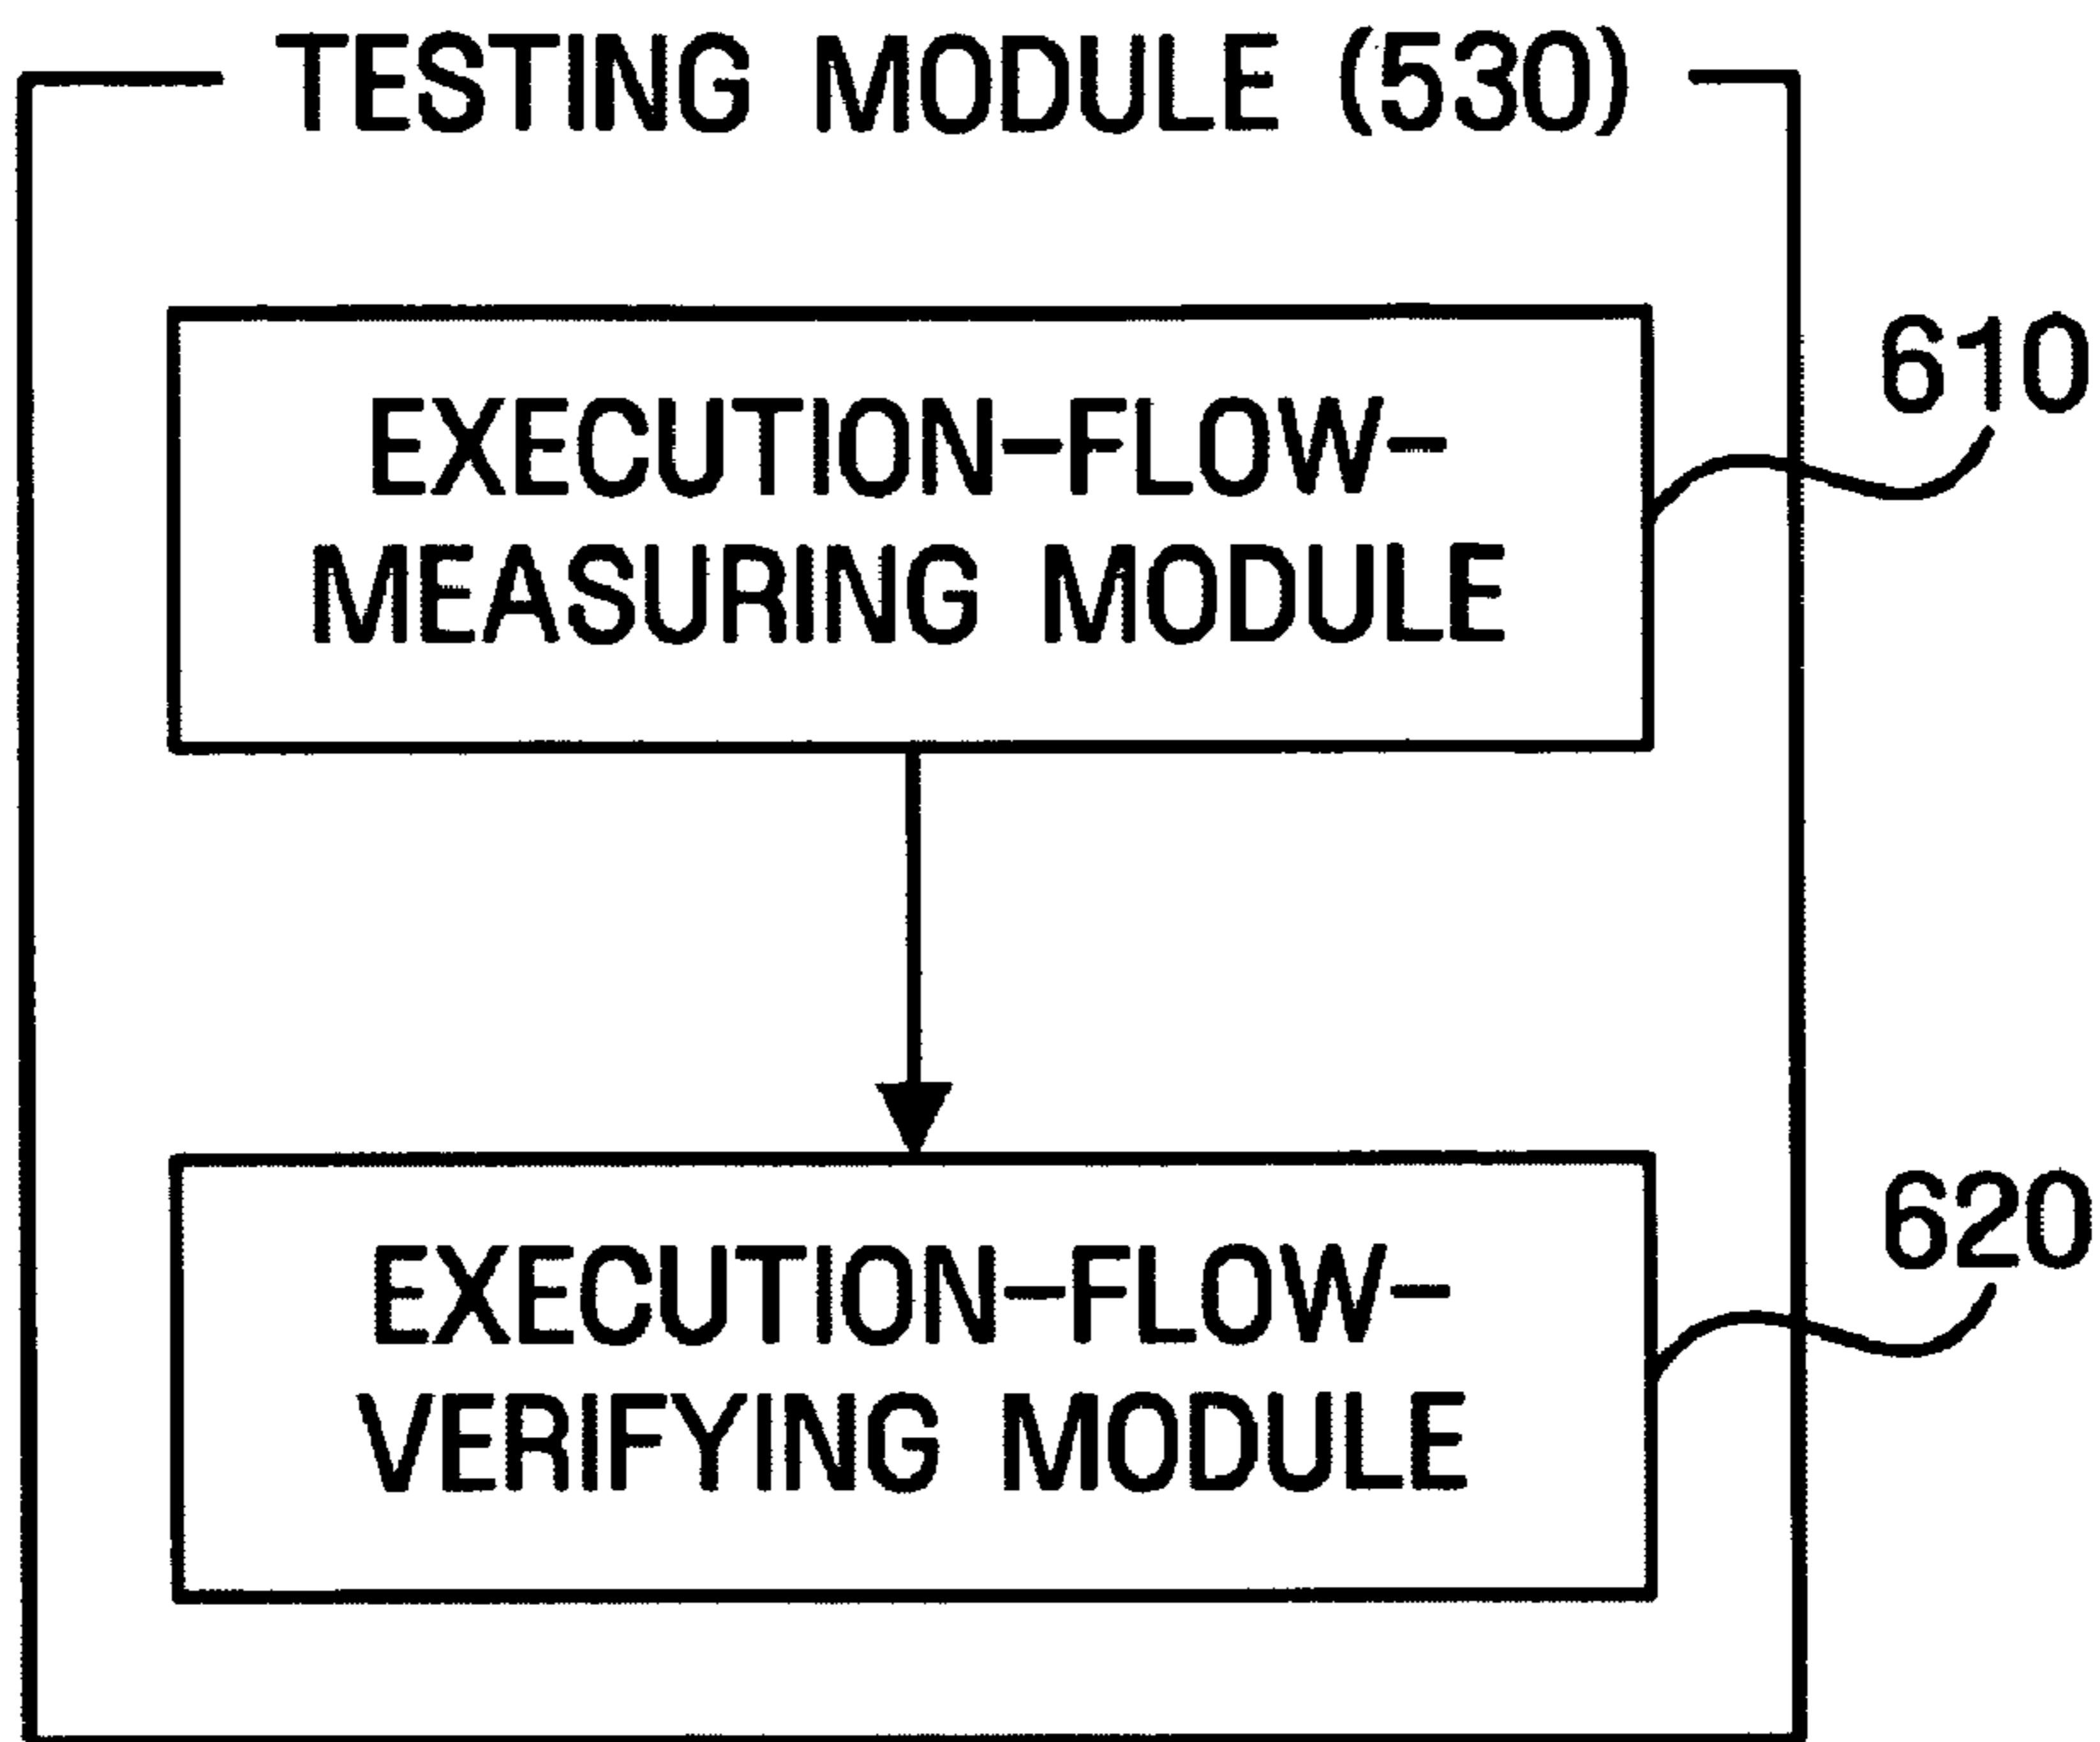 TESTING MODULE (530)
EXECUTION-FLOW-
MEASURING MODULE
610
EXECUTION-FLOW-
VERIFYING MODULE
620